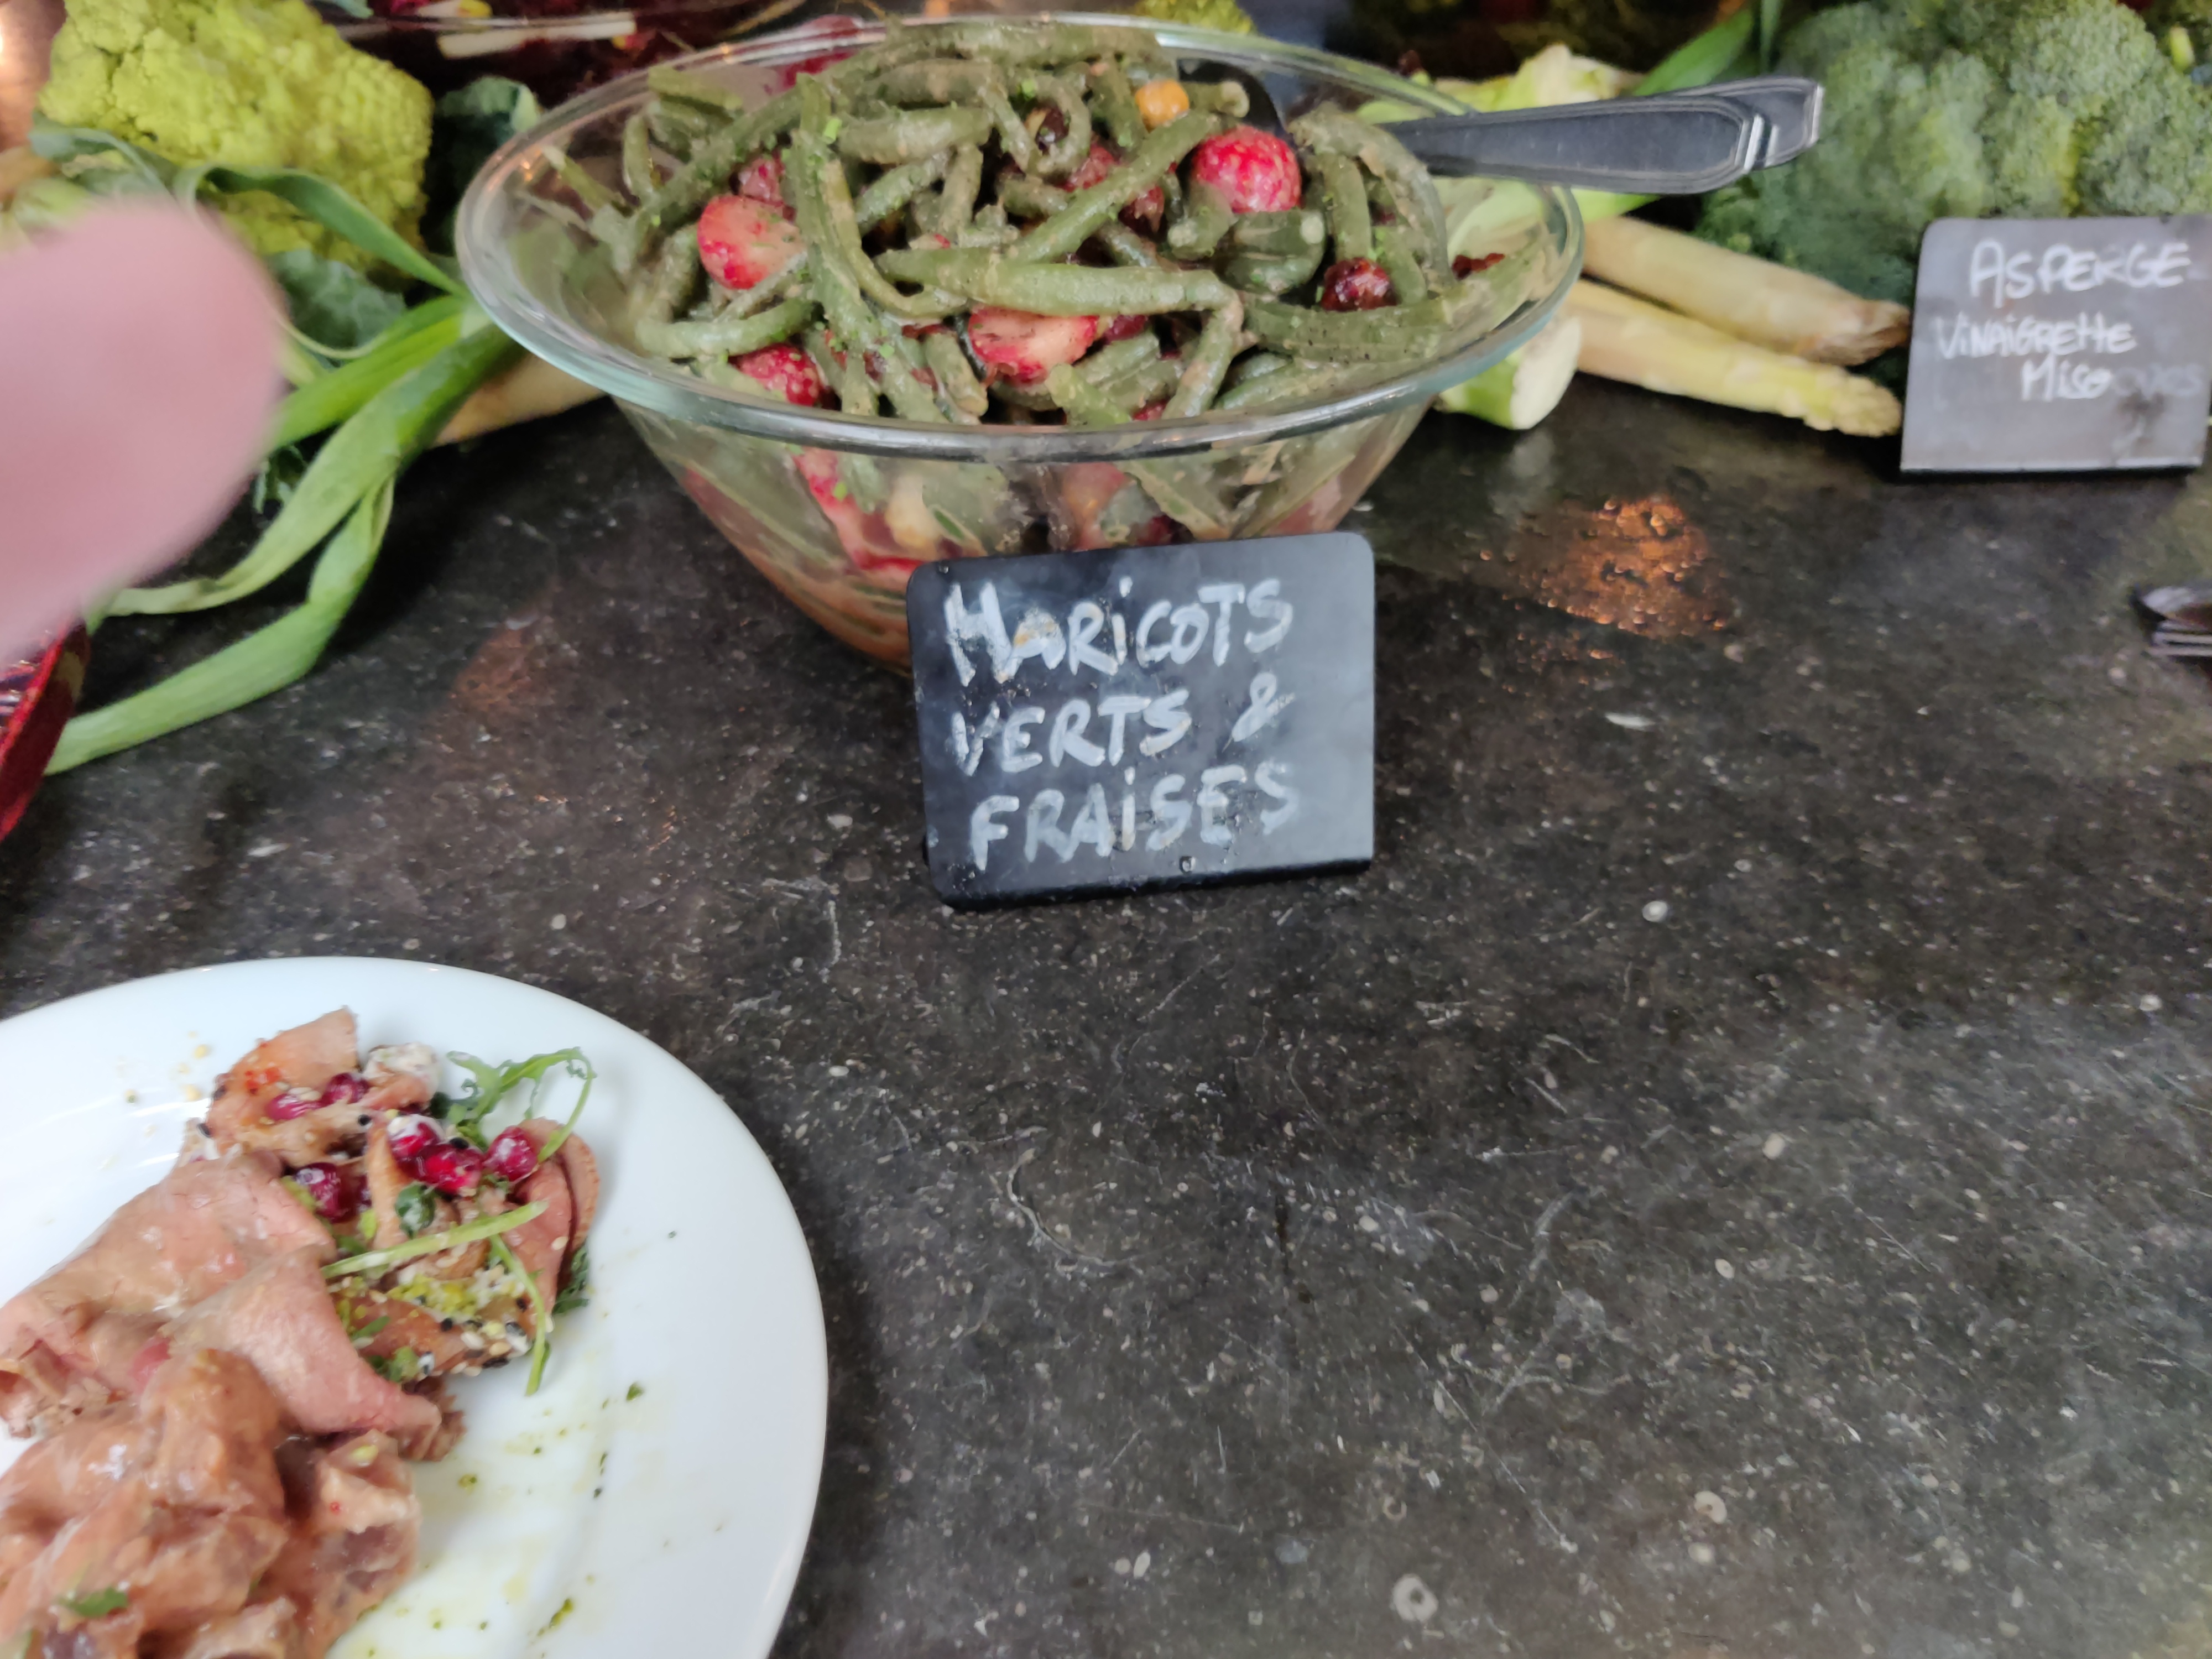 HARICOTS
VERTS &
FRAISES
ASPERGE
VINAIGRETTE
MISO